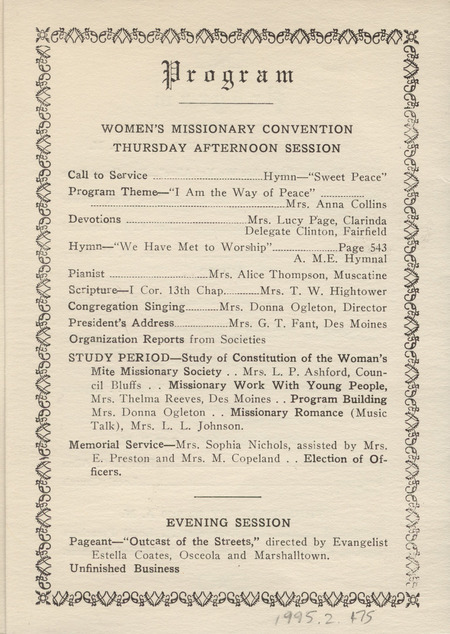 Program
WOMEN'S MISSIONARY CONVENTION
THURSDAY AFTERNOON SESSION
Call to Service ................................Hymn—"Sweet Peace"
Program Theme—"I Am the Way of Peace" ..............
..........................................................Mrs. Anna Collins
Devotions ............................................Mrs. Lucy Page, Clarinda
Delegate Clinton, Fairfield
Hymn—"We Have Met to Worship"......................Page 543
A. M.E. Hymnal
Pianist ..............................Mrs. Alice Thompson, Muscatine
Scripture—I Cor. 13th Chap............Mrs. T. W. Hightower
Congregation Singing............Mrs. Donna Ogleton, Director
President's Address................Mrs. G. T. Fant, Des Moines
Organization Reports from Societies
STUDY PERIOD—Study of Constitution of the Woman's
Mite Missionary Society . . Mrs. L. P. Ashford, Coun-
cil Bluffs . . Missionary Work With Young People,
Mrs. Thelma Reeves, Des Moines . . Program Building
Mrs. Donna Ogleton . . Missionary Romance (Music
Talk), Mrs. L. L. Johnson.
Memorial Service—Mrs. Sophia Nichols, assisted by Mrs.
E. Preston and Mrs. M. Copeland . . Election of Of-
ficers.
EVENING SESSION
Pageant—"Outcast of the Streets," directed by Evangelist
Estella Coates, Osceola and Marshalltown.
Unfinished Business
1995.2.175